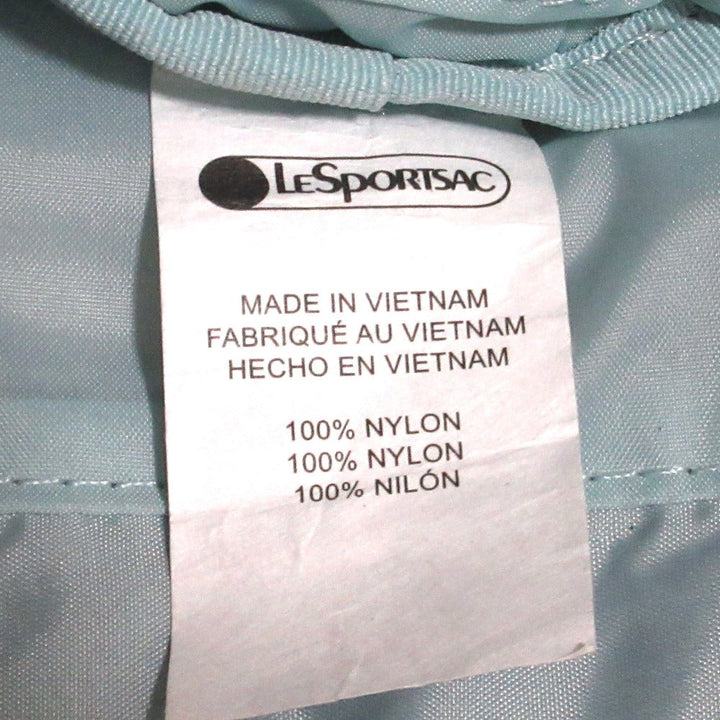 LeSportsac
MADE IN VIETNAM
FABRIQUÉ AU VIETNAM
HECHO EN VIETNAM
100% NYLON
100% NYLON
100% NILÓN